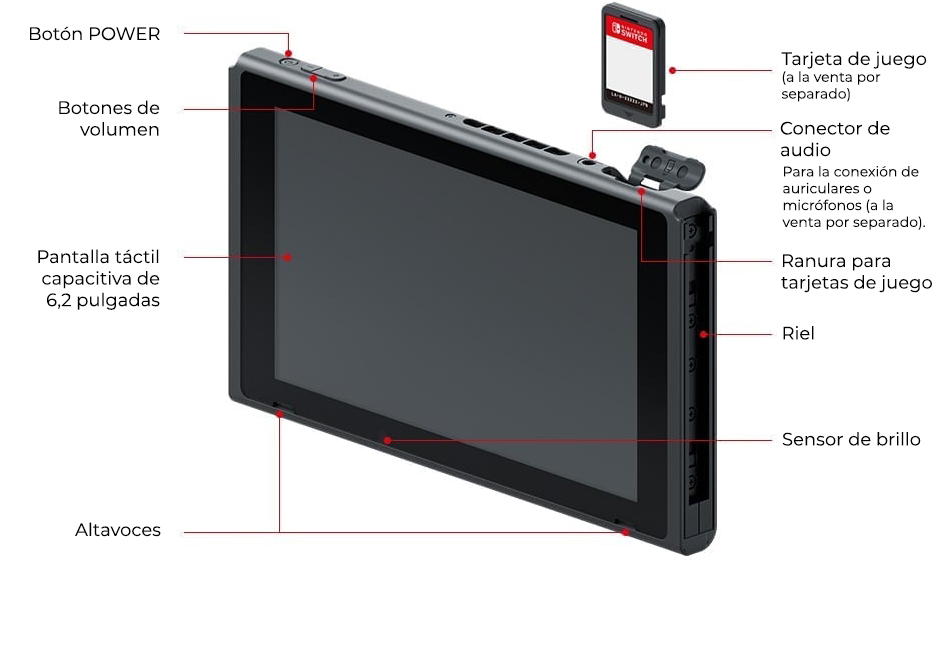 Botón POWER
Botones de
volumen
Pantalla táctil
capacitiva de
6,2 pulgadas
Altavoces
NINTENDO
SWITCH
Tarjeta de juego
(a la venta por
separado)
Conector de
audio
Para la conexión de
auriculares o
micrófonos (a la
venta por separado).
Ranura para
tarjetas de juego
Riel
Sensor de brillo